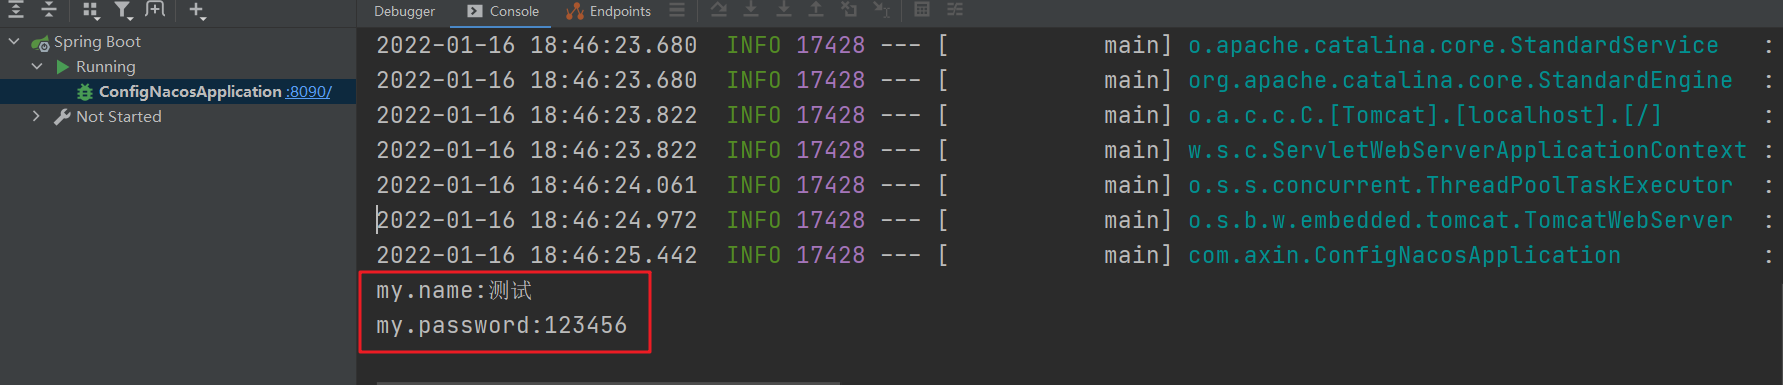 Debugger Console Endpoints
Spring Boot
Running
ConfigNacosApplication :8090/
Not Started
2022-01-16 18:46:23.680 INFO 17428 --- [ main] o.apache.catalina.core.StandardService :
2022-01-16 18:46:23.680 INFO 17428 --- [ main] org.apache.catalina.core.StandardEngine :
2022-01-16 18:46:23.822 INFO 17428 --- [ main] o.a.c.c.C.[Tomcat].[localhost].[/] :
2022-01-16 18:46:23.822 INFO 17428 --- [ main] w.s.c.ServletWebServerApplicationContext :
2022-01-16 18:46:24.061 INFO 17428 --- [ main] o.s.s.concurrent.ThreadPoolTaskExecutor :
2022-01-16 18:46:24.972 INFO 17428 --- [ main] o.s.b.w.embedded.tomcat.TomcatWebServer :
2022-01-16 18:46:25.442 INFO 17428 --- [ main] com.axin.ConfigNacosApplication :
my.name:测试
my.password:123456